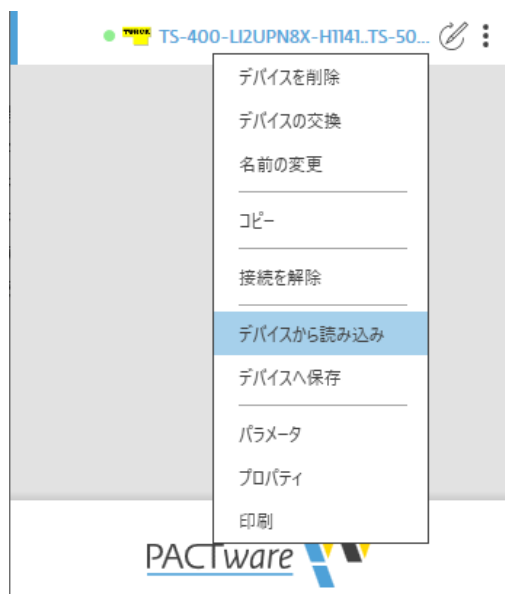 TURCK TS-400-LI2UPN8X-H1141..TS-50...
デバイスを削除
デバイスの交換
名前の変更
コピー
接続を解除
デバイスから読み込み
デバイスへ保存
パラメータ
プロパティ
印刷
PACTware